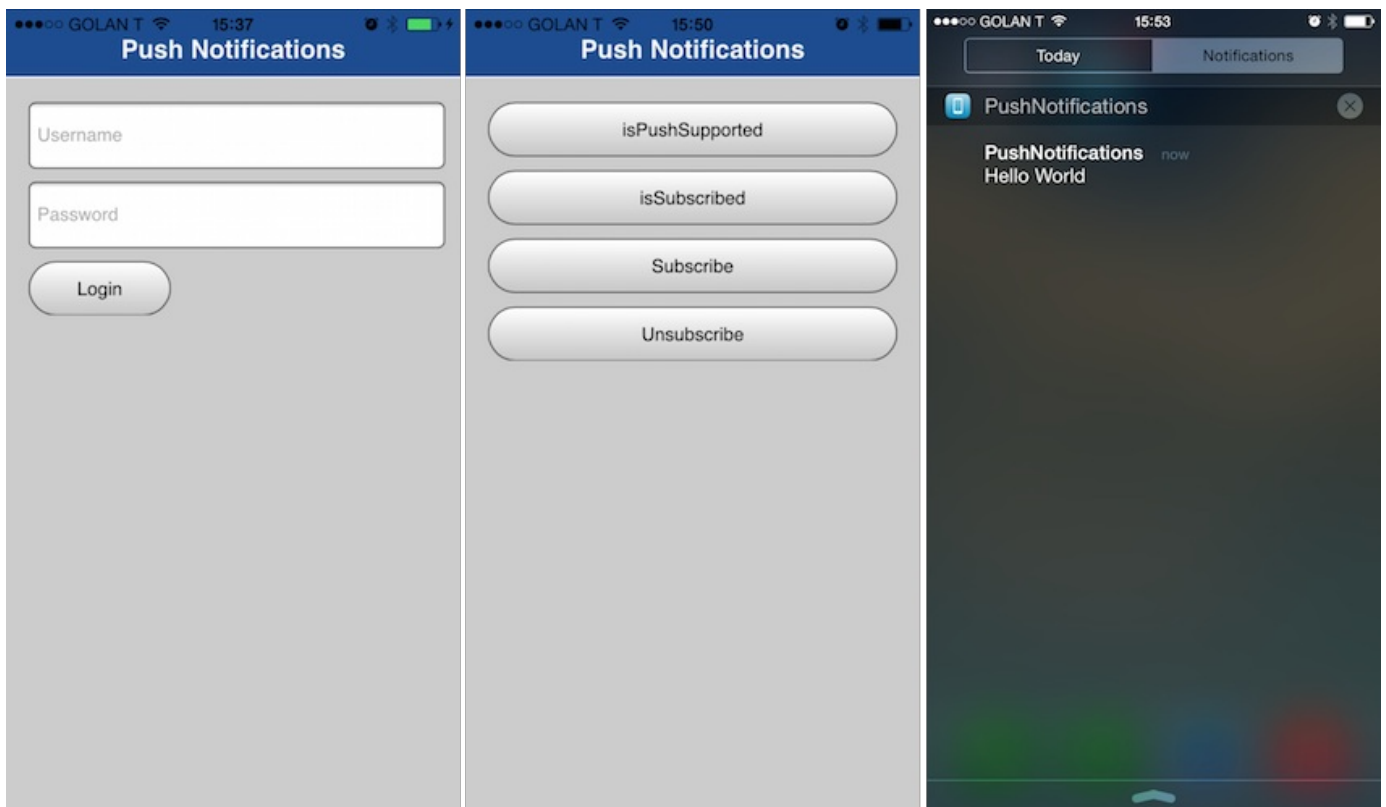 GOLAN T 15:37
Push Notifications
Username
Password
Login
GOLAN T 15:50
Push Notifications
isPushSupported
isSubscribed
Subscribe
Unsubscribe
GOLAN T 15:53
Today Notifications
PushNotifications
PushNotifications now
Hello World